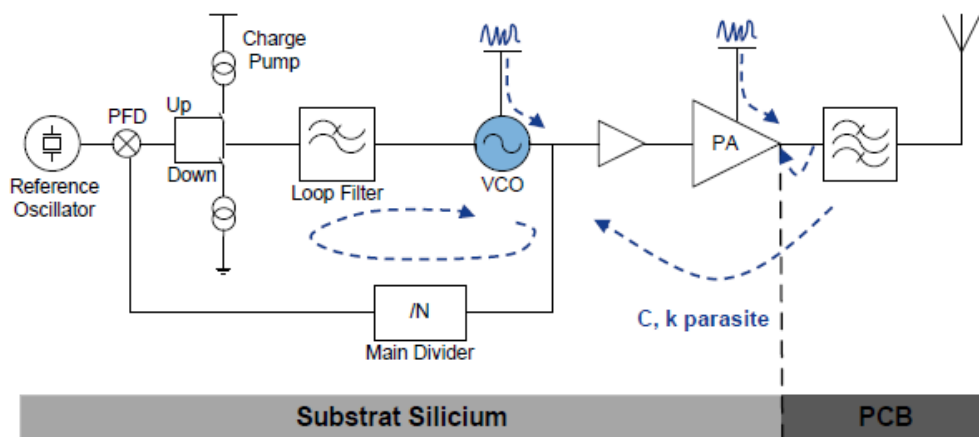 Charge
Pump
PFD
Up
Down
Reference
Oscillator
Loop Filter
VCO
PA
/N
Main Divider
C, k parasite
Substrat Silicium
PCB